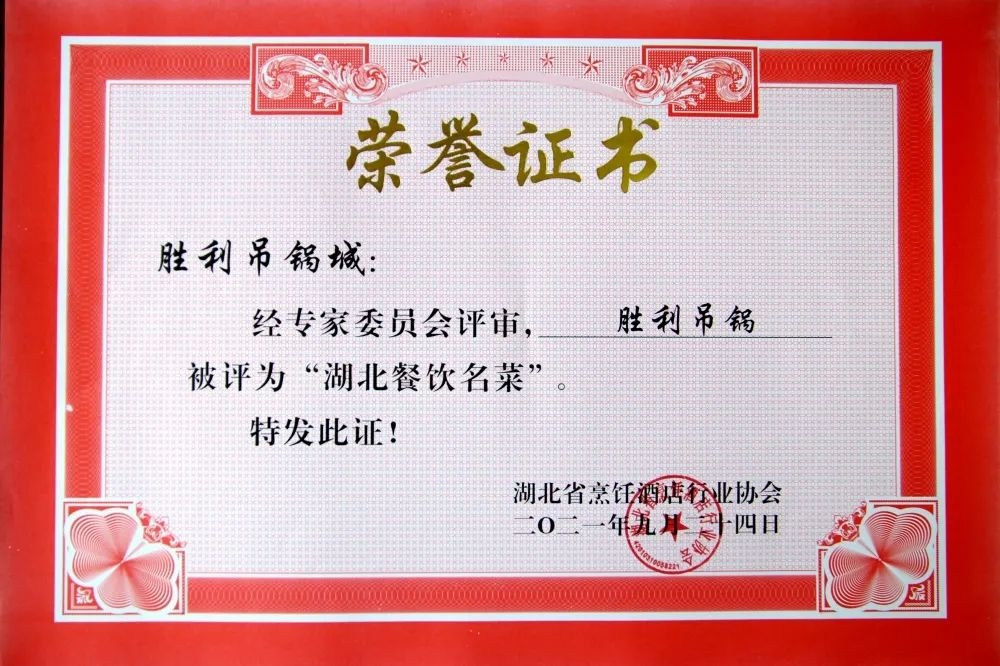 荣誉证书
胜利吊锅城：
经专家委员会评审，胜利吊锅
被评为“湖北餐饮名菜”。
特发此证！
湖北省烹饪酒店行业协会
二〇二一年九月二十四日